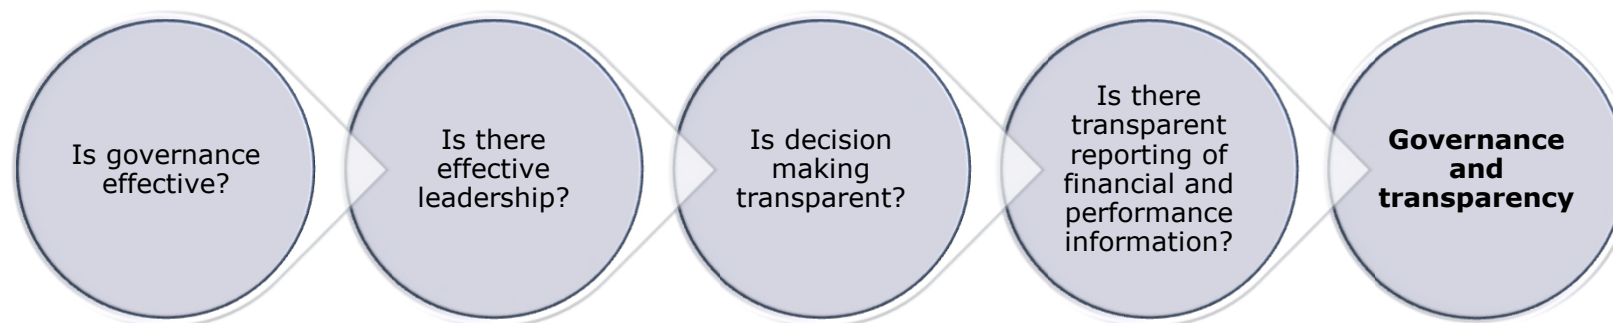 Is governance
effective?
Is there
effective
leadership?
Is decision
making
transparent?
Is there
transparent
reporting of
financial and
performance
information?
Governance
and
transparency